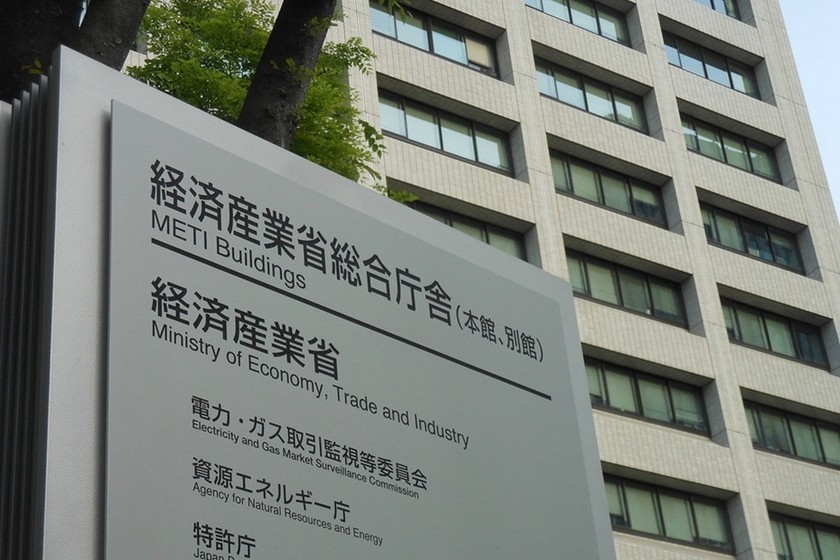 経済産業省総合庁舎(本館、別館)
METI Buildings
経済産業省
Ministry of Economy, Trade and Industry
電力・ガス取引監視等委員会
Electricity and Gas Market Surveillance Commission
資源エネルギー庁
Agency for Natural Resources and Energy
特許庁
Japan